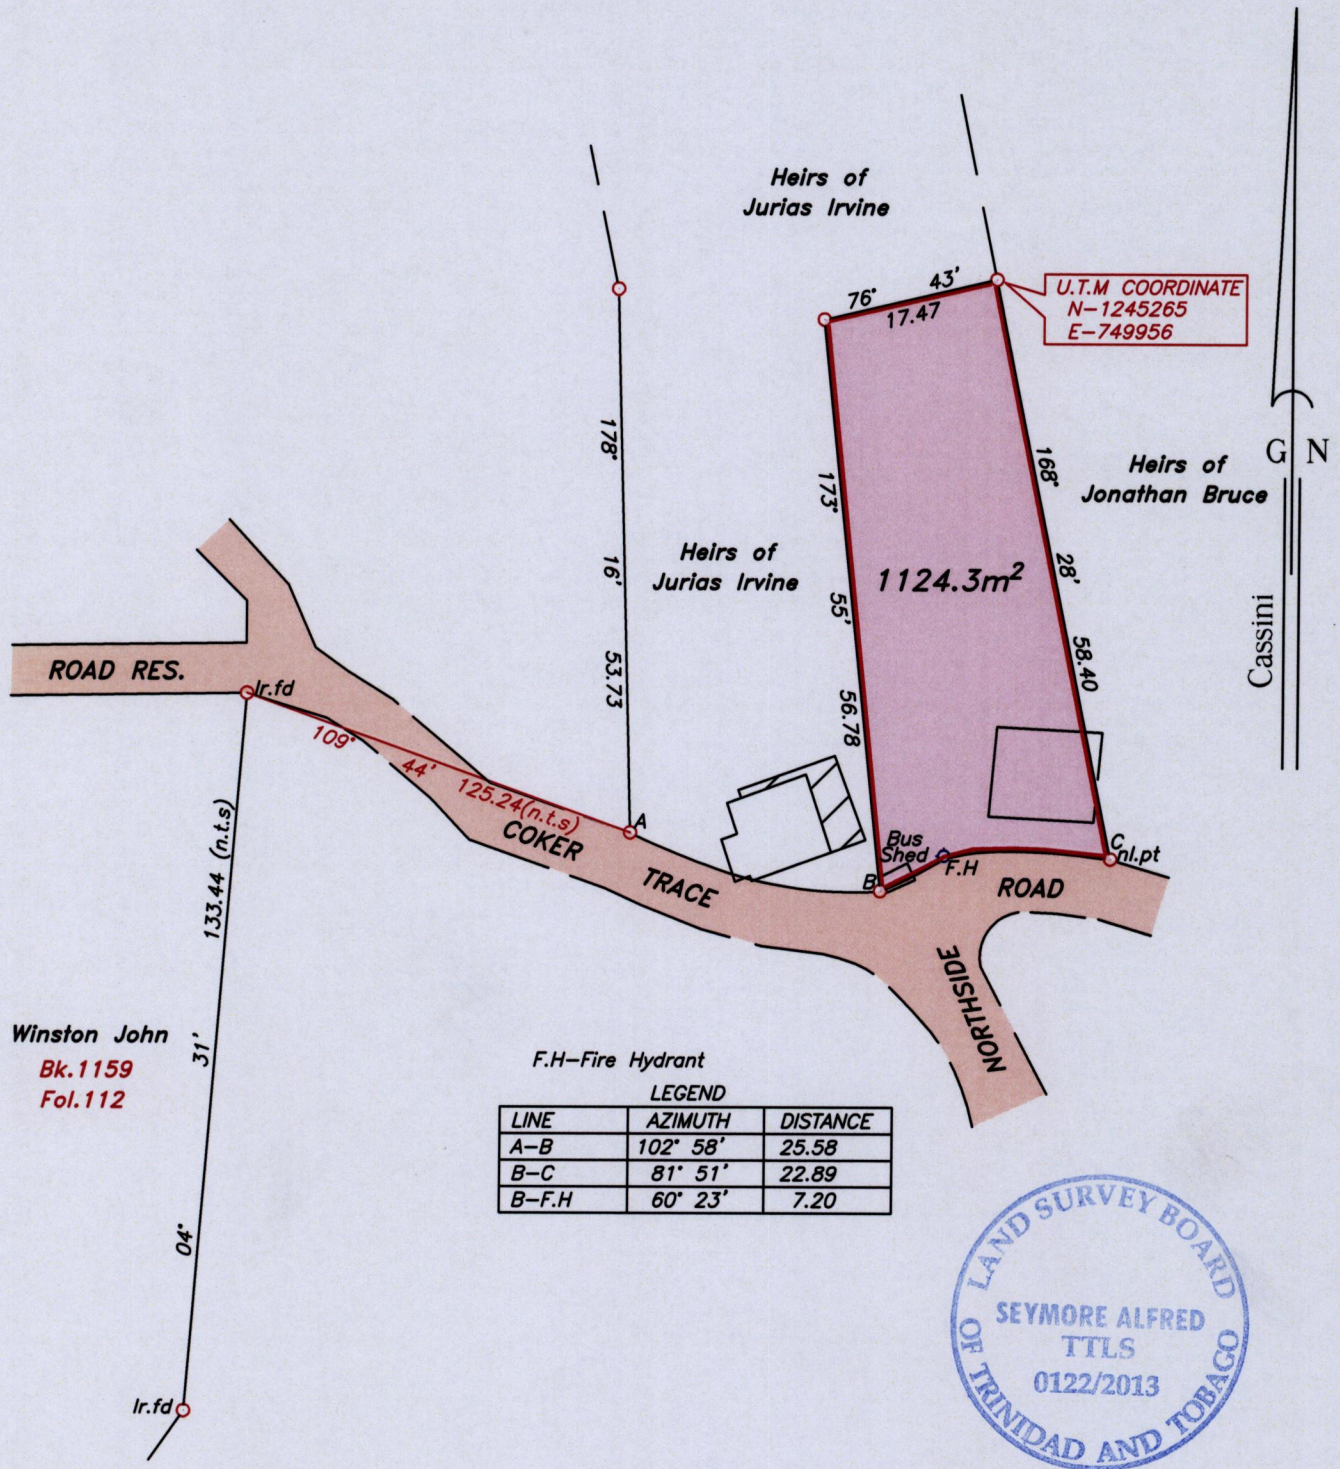 Heirs of
Jurias Irvine
76° 43'
17.47
U.T.M COORDINATE
N-1245265
E-749956
G N
Cassini
178° 16' 53.73
173° 55' 56.78
168° 28' 58.40
Heirs of
Jonathan Bruce
Heirs of
Jurias Irvine
1124.3m²
ROAD RES.
Ir.fd
109° 44' 125.24(n.t.s)
A
COKER TRACE
Bus
Shed
F.H
B
C
nl.pt
ROAD
NORTHSIDE
133.44 (n.t.s)
31'
04°
Winston John
Bk.1159
Fol.112
Ir.fd
F.H-Fire Hydrant
LEGEND
LINE AZIMUTH DISTANCE
A-B 102° 58' 25.58
B-C 81° 51' 22.89
B-F.H 60° 23' 7.20
LAND SURVEY BOARD
SEYMORE ALFRED
TTLS
0122/2013
OF TRINIDAD AND TOBAGO